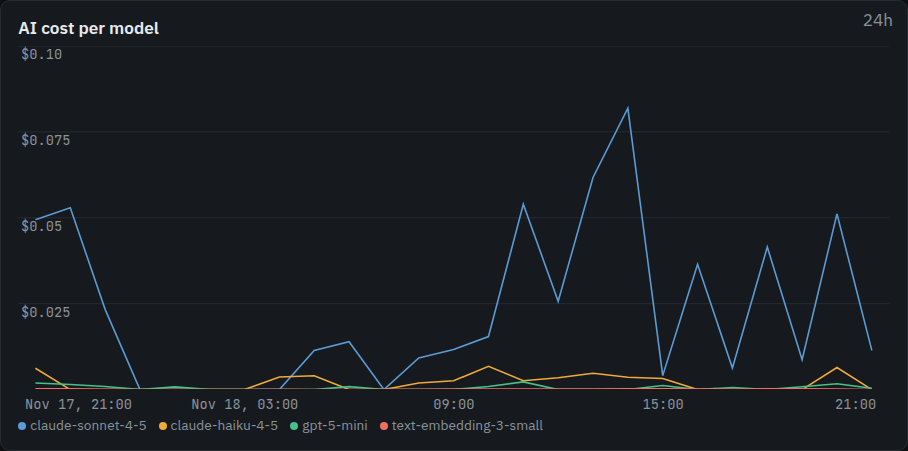 AI cost per model
24h
$0.10
$0.075
$0.05
$0.025
Nov 17, 21:00 Nov 18, 03:00 09:00 15:00 21:00
claude-sonnet-4-5 claude-haiku-4-5 gpt-5-mini text-embedding-3-small